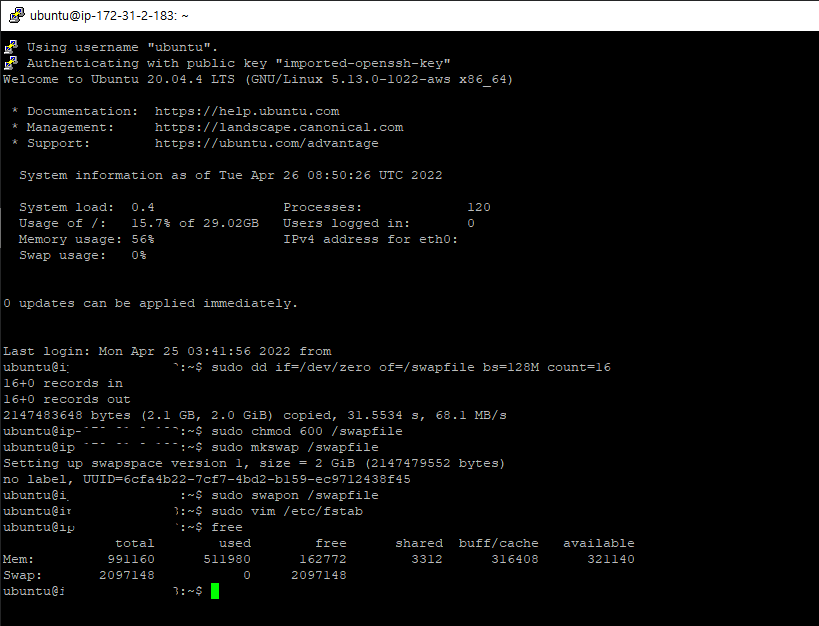 ubuntu@ip-172-31-2-183: ~
Using username "ubuntu".
Authenticating with public key "imported-openssh-key"
Welcome to Ubuntu 20.04.4 LTS (GNU/Linux 5.13.0-1022-aws x86_64)
* Documentation:  https://help.ubuntu.com
* Management:     https://landscape.canonical.com
* Support:        https://ubuntu.com/advantage
System information as of Tue Apr 26 08:50:26 UTC 2022
System load:  0.4                Processes:             120
Usage of /:   15.7% of 29.02GB   Users logged in:       0
Memory usage: 56%                IPv4 address for eth0:
Swap usage:   0%
0 updates can be applied immediately.
Last login: Mon Apr 25 03:41:56 2022 from
ubuntu@i :~$ sudo dd if=/dev/zero of=/swapfile bs=128M count=16
16+0 records in
16+0 records out
2147483648 bytes (2.1 GB, 2.0 GiB) copied, 31.5534 s, 68.1 MB/s
ubuntu@ip- :~$ sudo chmod 600 /swapfile
ubuntu@ip :~$ sudo mkswap /swapfile
Setting up swapspace version 1, size = 2 GiB (2147479552 bytes)
no label, UUID=6cfa4b22-7cf7-4bd2-b159-ec9712438f45
ubuntu@i :~$ sudo swapon /swapfile
ubuntu@i :~$ sudo vim /etc/fstab
ubuntu@ip :~$ free
              total        used        free      shared  buff/cache   available
Mem:         991160      511980      162772        3312      316408      321140
Swap:       2097148           0     2097148
ubuntu@i :~$